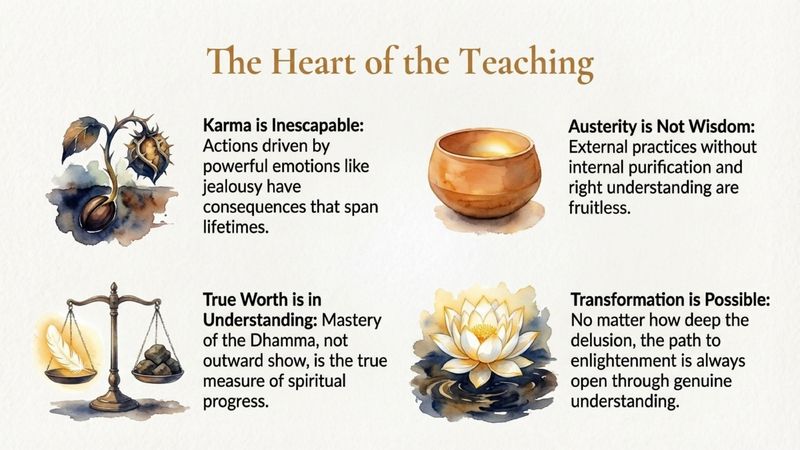 The Heart of the Teaching
Karma is Inescapable:
Actions driven by
powerful emotions like
jealousy have
consequences that span
lifetimes.
Austerity is Not Wisdom:
External practices without
internal purification and
right understanding are
fruitless.
True Worth is in
Understanding: Mastery
of the Dhamma, not
outward show, is the true
measure of spiritual
progress.
Transformation is Possible:
No matter how deep the
delusion, the path to
enlightenment is always
open through genuine
understanding.